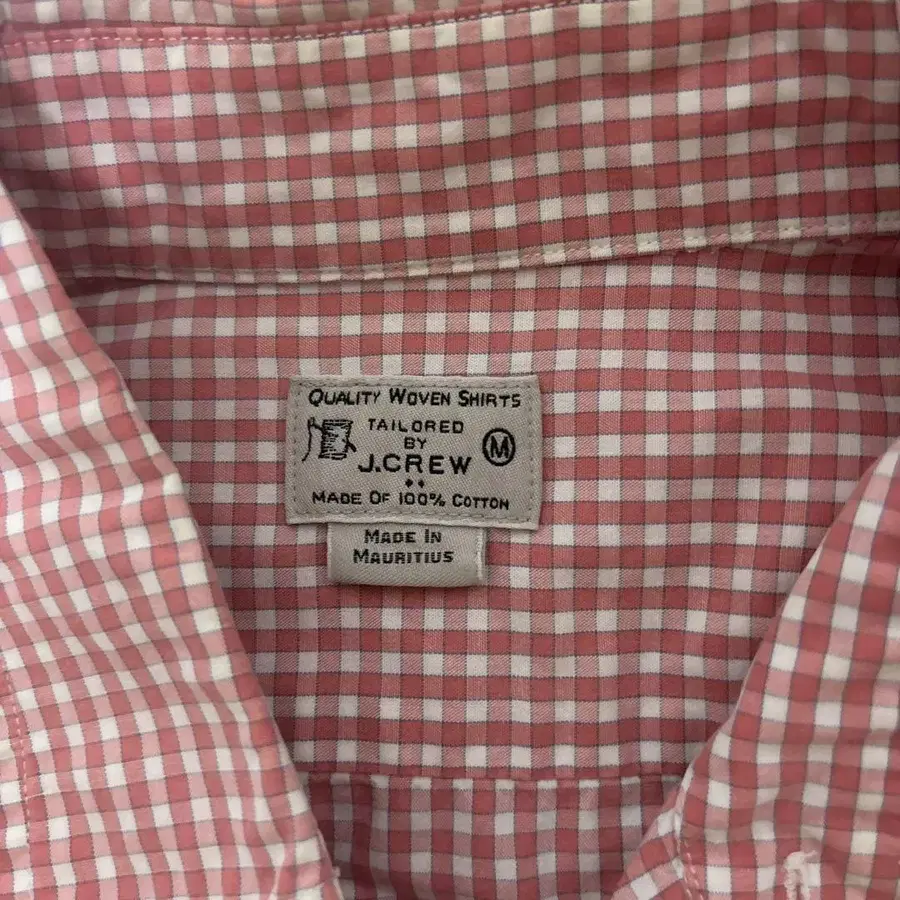 QUALITY WOVEN SHIRTS
TAILORED
BY
J.CREW
M
MADE OF 100% COTTON
MADE IN
MAURITIUS